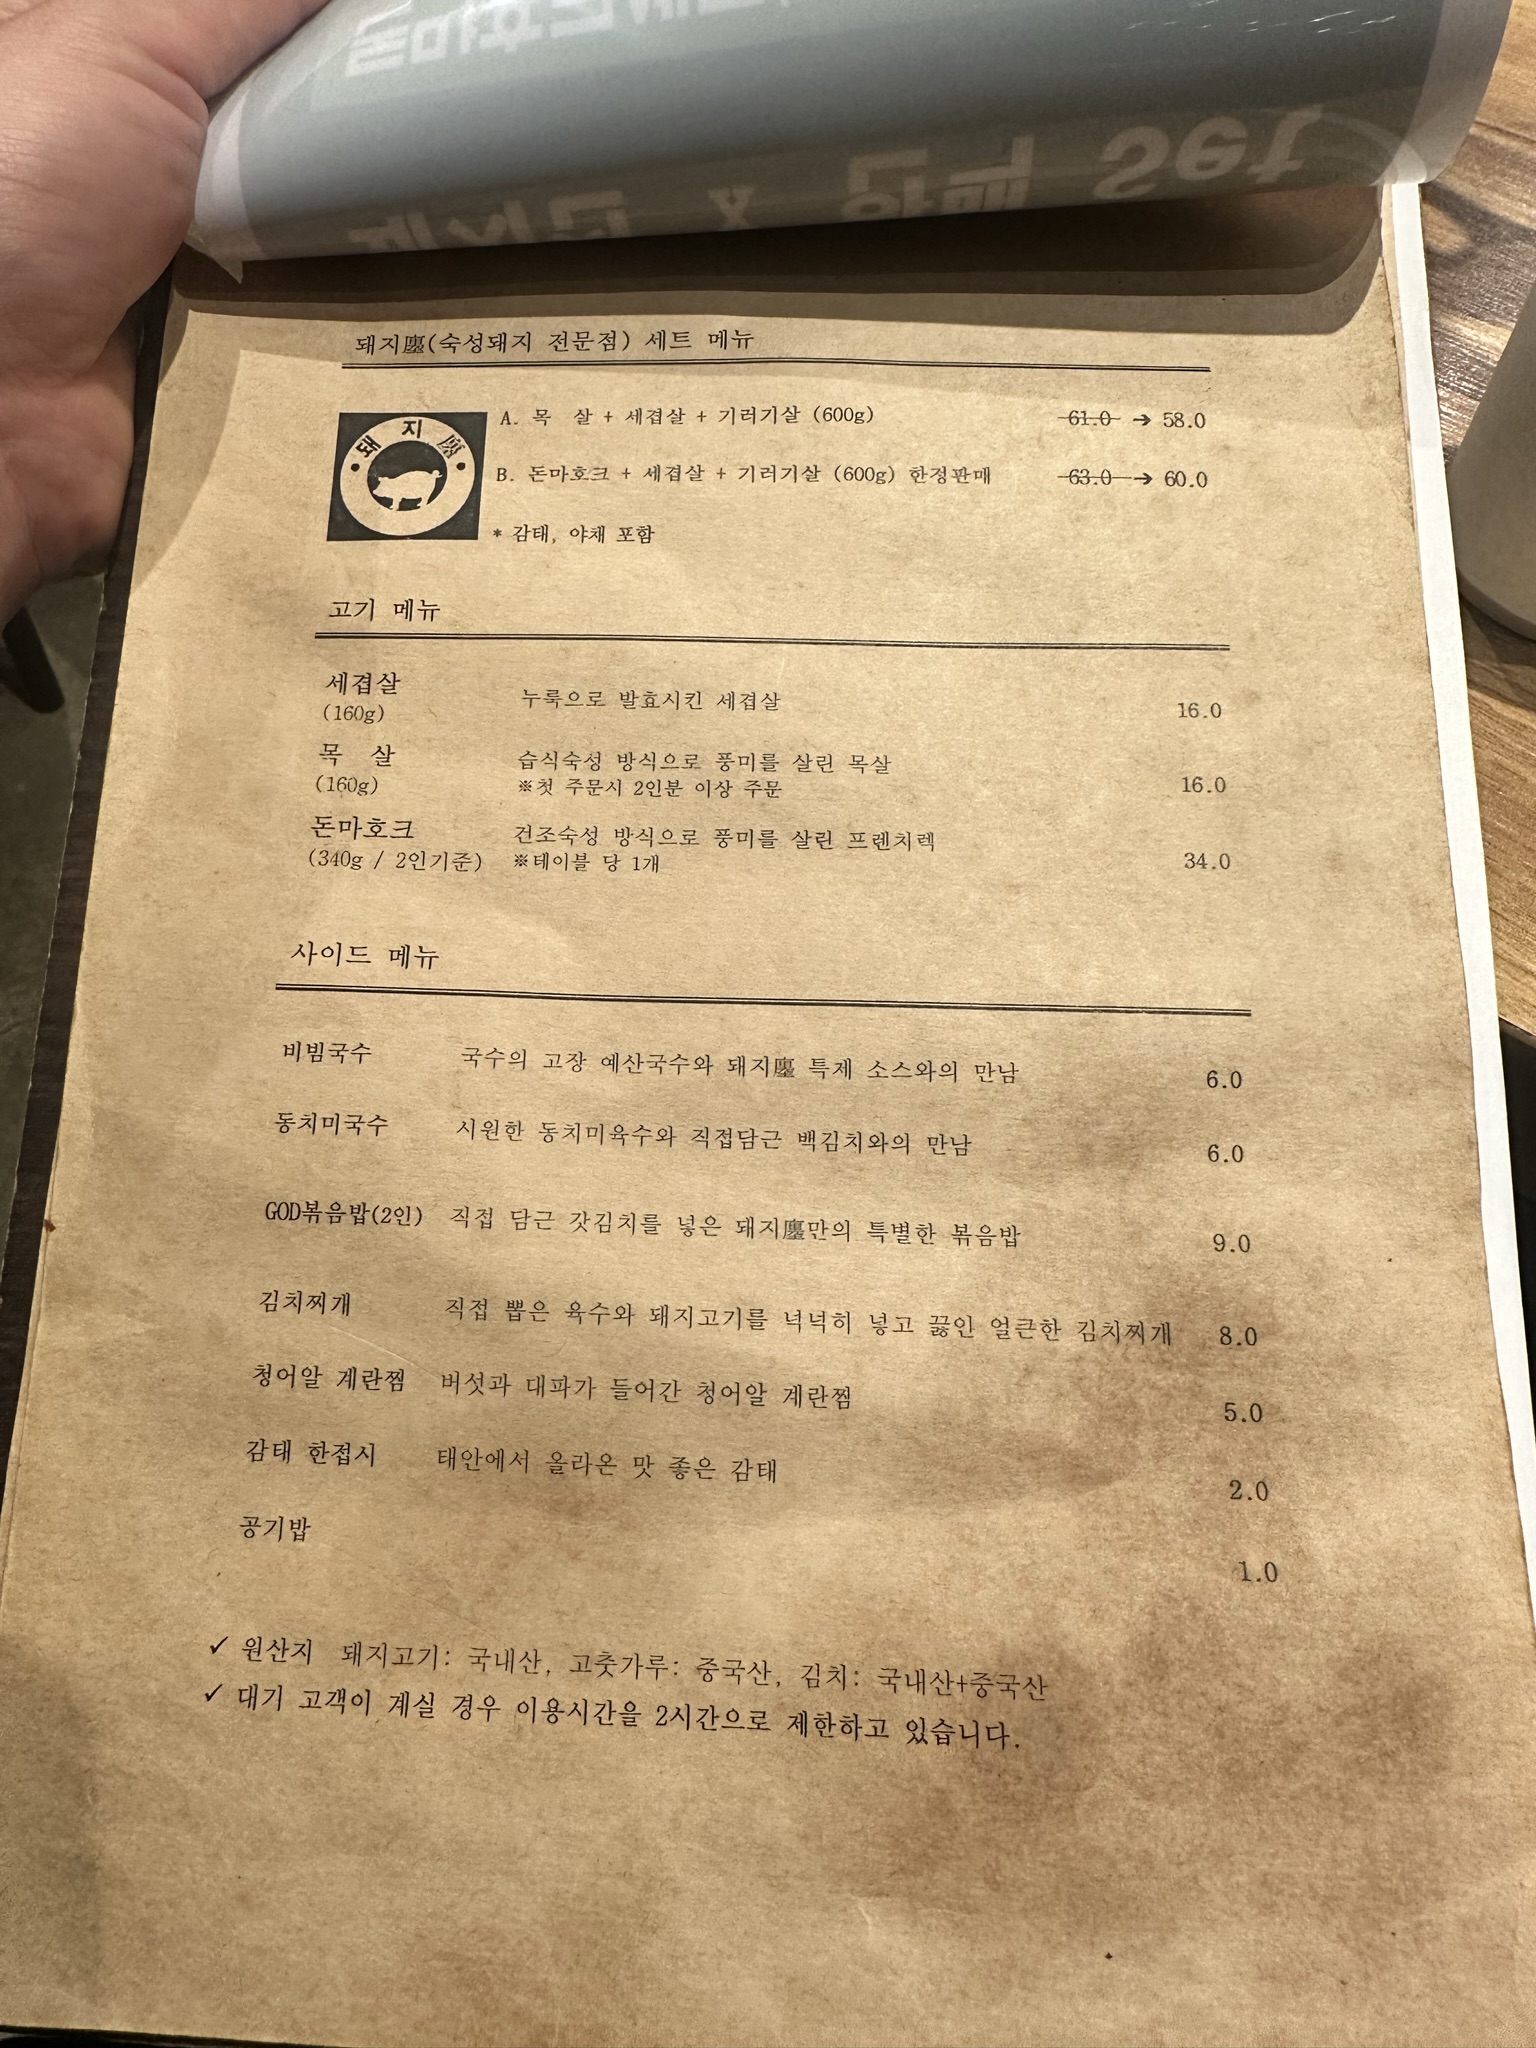 Set
돼지廛(숙성돼지 전문점) 세트 메뉴
돼지廛
A. 목 살 + 세겹살 + 기러기살 (600g) 61.0 → 58.0
B. 돈마호크 + 세겹살 + 기러기살 (600g) 한정판매 63.0 → 60.0
* 감태, 야채 포함
고기 메뉴
세겹살 누룩으로 발효시킨 세겹살 16.0
(160g)
목 살 습식숙성 방식으로 풍미를 살린 목살
(160g) ※첫 주문시 2인분 이상 주문 16.0
돈마호크 건조숙성 방식으로 풍미를 살린 프렌치렉
(340g / 2인기준) ※테이블 당 1개 34.0
사이드 메뉴
비빔국수 국수의 고장 예산국수와 돼지廛 특제 소스와의 만남 6.0
동치미국수 시원한 동치미육수와 직접담근 백김치와의 만남 6.0
GOD볶음밥(2인) 직접 담근 갓김치를 넣은 돼지廛만의 특별한 볶음밥 9.0
김치찌개 직접 뽑은 육수와 돼지고기를 넉넉히 넣고 끓인 얼큰한 김치찌개 8.0
청어알 계란찜 버섯과 대파가 들어간 청어알 계란찜 5.0
감태 한접시 태안에서 올라온 맛 좋은 감태 2.0
공기밥 1.0
✓ 원산지 돼지고기: 국내산, 고춧가루: 중국산, 김치: 국내산+중국산
✓ 대기 고객이 계실 경우 이용시간을 2시간으로 제한하고 있습니다.